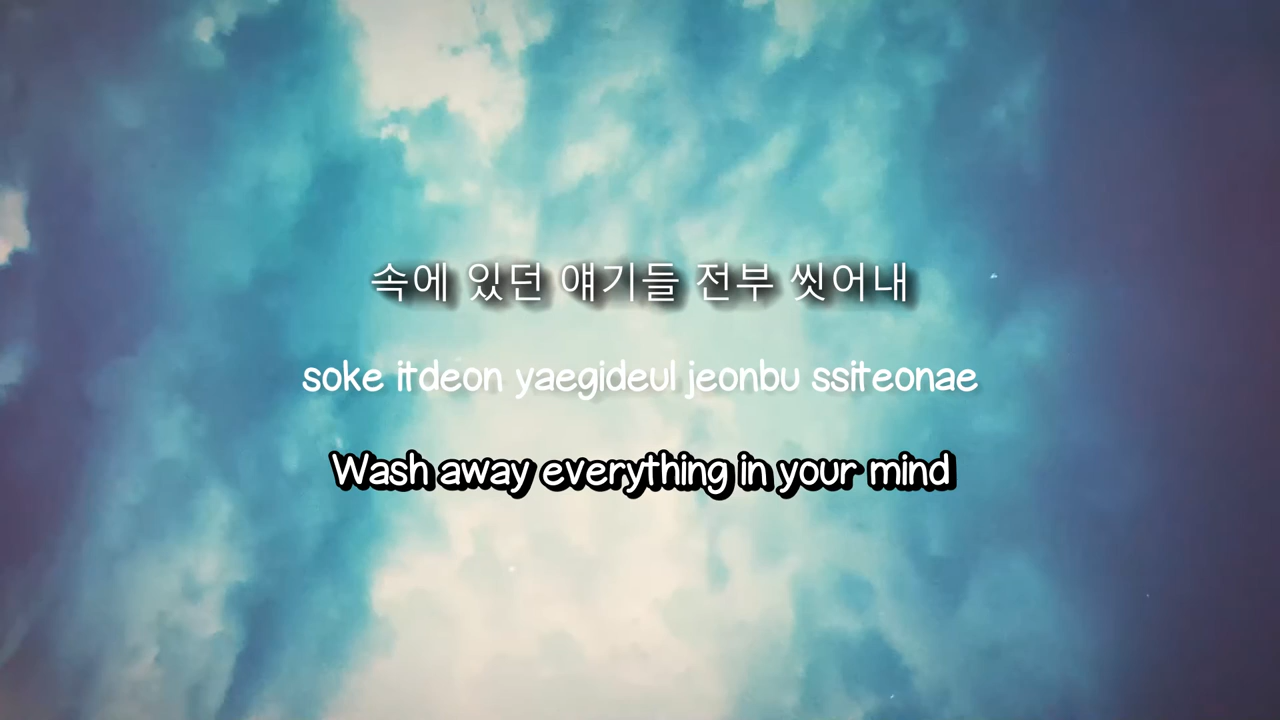 속에 있던 얘기들 전부 씻어내
soke itdeon yaegideul jeonbu ssiteonae
Wash away everything in your mind